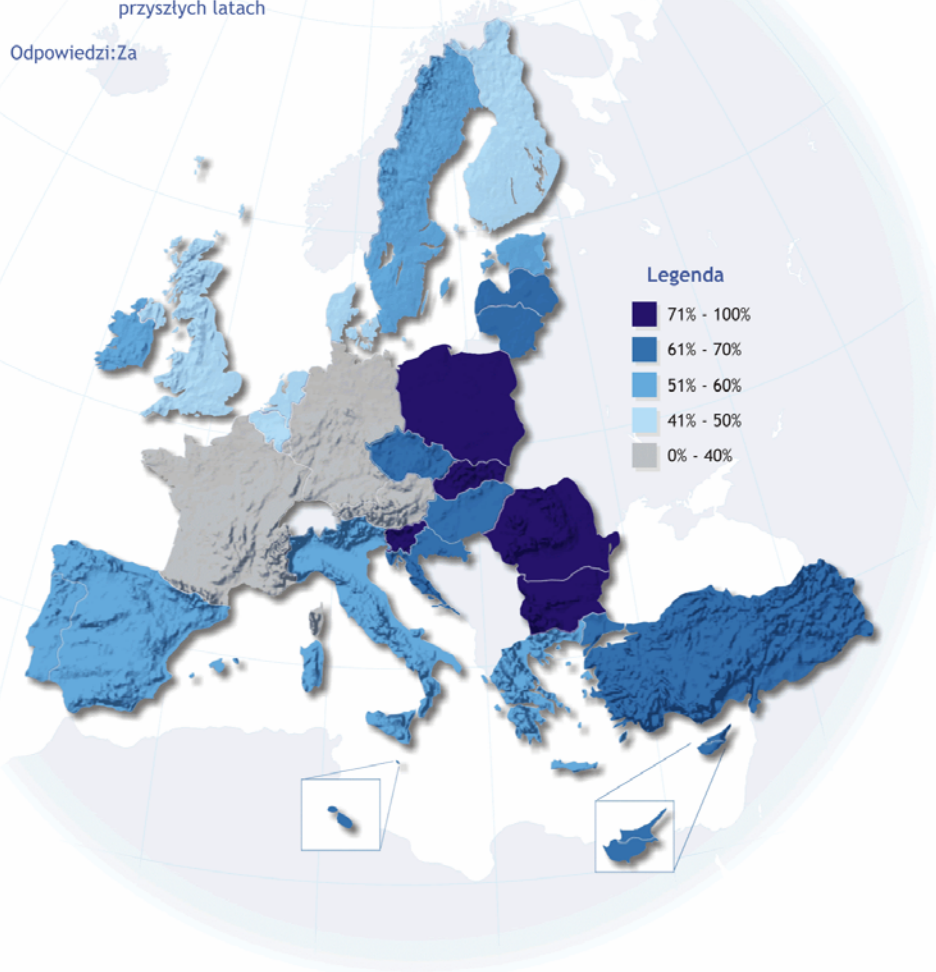 przyszłych latach
Odpowiedzi:Za
Legenda
71% - 100%
61% - 70%
51% - 60%
41% - 50%
0% - 40%